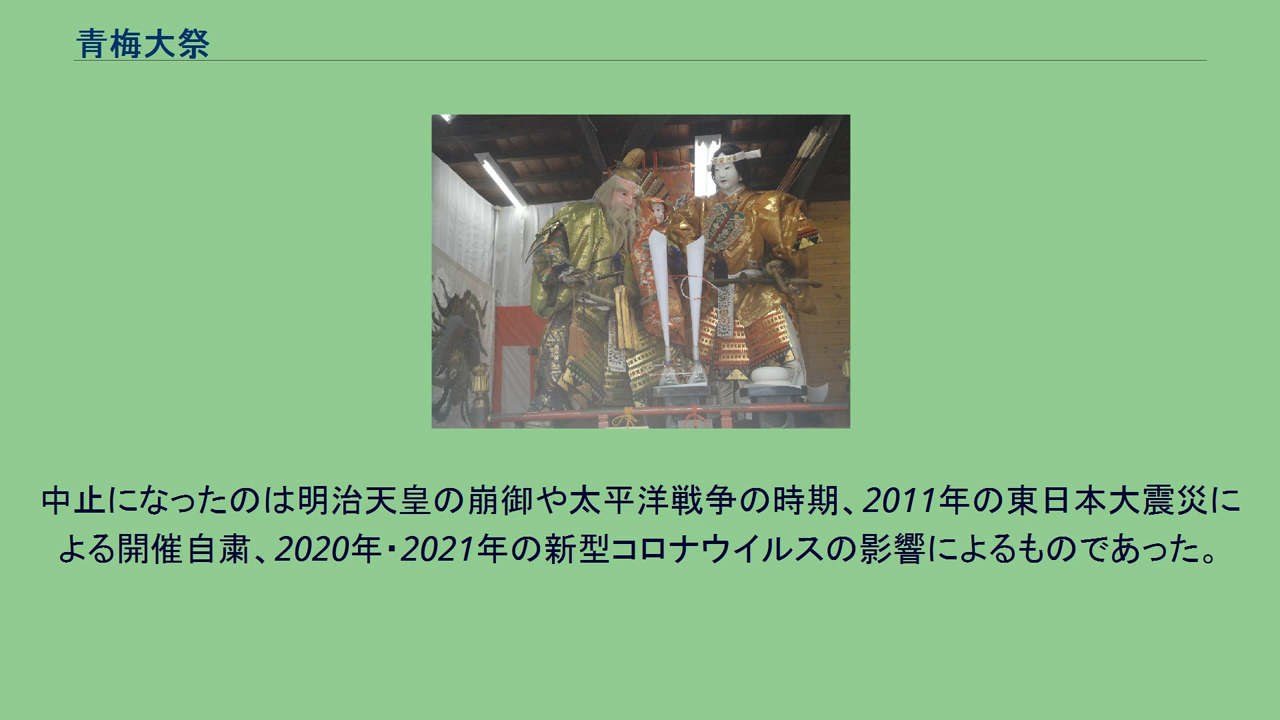 青梅大祭
中止になったのは明治天皇の崩御や太平洋戦争の時期、2011年の東日本大震災に
よる開催自粛、2020年・2021年の新型コロナウイルスの影響によるものであった。